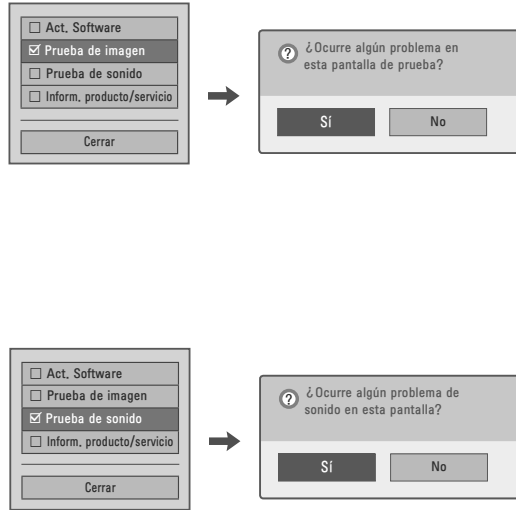 Act. Software
Prueba de imagen
Prueba de sonido
Inform. producto/servicio
Cerrar
¿Ocurre algún problema en
esta pantalla de prueba?
Sí
No
Act. Software
Prueba de imagen
Prueba de sonido
Inform. producto/servicio
Cerrar
¿Ocurre algún problema de
sonido en esta pantalla?
Sí
No